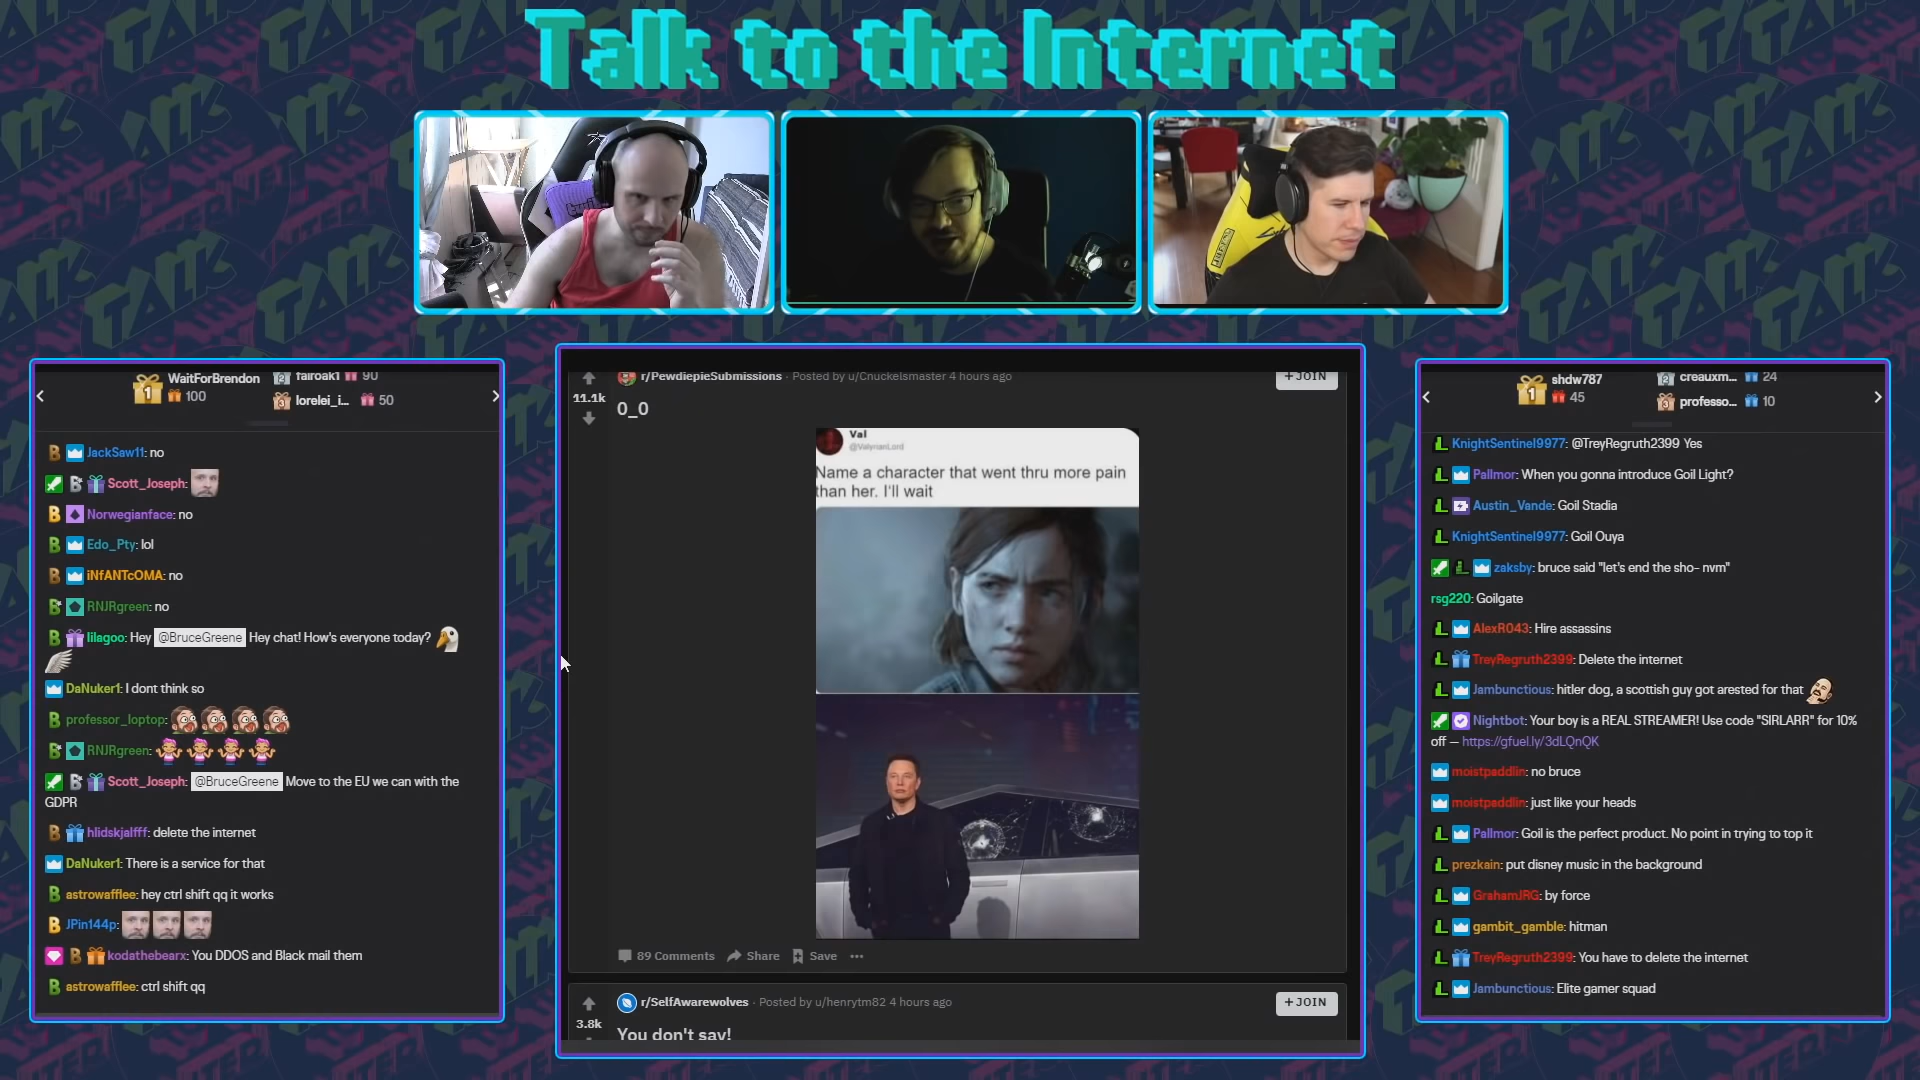 Talk to the Internet
WaitForBrendon
100
fairoak1 90
lorelei_i... 50
JackSaw11: no
Scott_Joseph:
Norwegianface: no
Edo_Pty: lol
iNfANTcOMA: no
RNJRgreen: no
lilagoo: Hey @BruceGreene Hey chat! How's everyone today?
DaNuker1: I dont think so
professor_loptop:
RNJRgreen:
Scott_Joseph: @BruceGreene Move to the EU we can with the
GDPR
hlidskjalfff: delete the internet
DaNuker1: There is a service for that
astrowafflee: hey ctrl shift qq it works
JPin144p:
kodathebearx: You DDOS and Black mail them
astrowafflee: ctrl shift qq
r/PewdiepieSubmissions · Posted by u/Cnuckelsmaster 4 hours ago
+ JOIN
11.1k
0_0
Val
@ValyrianLord
Name a character that went thru more pain
than her. I'll wait
89 Comments Share Save ...
r/SelfAwarewolves · Posted by u/henrytm82 4 hours ago
+ JOIN
3.8k
You don't say!
shdw787
45
creauxm... 24
professo... 10
KnightSentinel9977: @TreyRegruth2399 Yes
Pallmor: When you gonna introduce Goil Light?
Austin_Vande: Goil Stadia
KnightSentinel9977: Goil Ouya
zaksby: bruce said "let's end the sho- nvm"
rsg220: Goilgate
AlexR043: Hire assassins
TreyRegruth2399: Delete the internet
Jambunctious: hitler dog, a scottish guy got arested for that
Nightbot: Your boy is a REAL STREAMER! Use code "SIRLARR" for 10%
off — https://gfuel.ly/3dLQnQK
moistpaddlin: no bruce
moistpaddlin: just like your heads
Pallmor: Goil is the perfect product. No point in trying to top it
prezkain: put disney music in the background
GrahamJRG: by force
gambit_gamble: hitman
TreyRegruth2399: You have to delete the internet
Jambunctious: Elite gamer squad